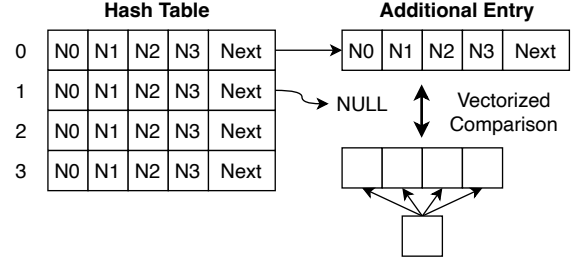 Hash Table
Additional Entry
0 N0 N1 N2 N3 Next
N0 N1 N2 N3 Next
1 N0 N1 N2 N3 Next
NULL
Vectorized
Comparison
2 N0 N1 N2 N3 Next
3 N0 N1 N2 N3 Next